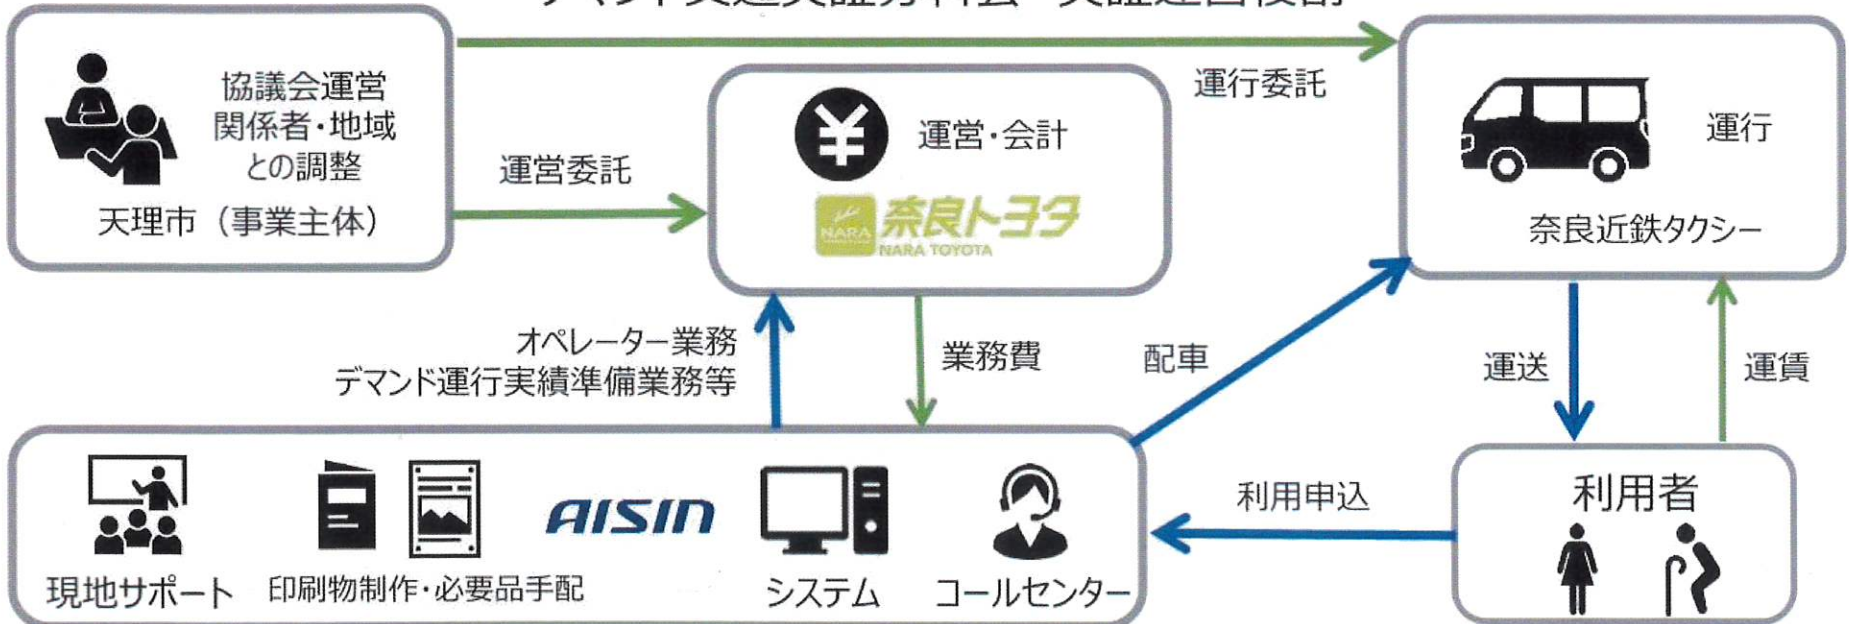 協議会運営
関係者・地域
との調整
天理市（事業主体）
運営委託
運行委託
運営・会計
NARA
奈良トヨタ
NARA TOYOTA
運行
奈良近鉄タクシー
オペレーター業務
デマンド運行実績準備業務等
業務費
配車
運送
運賃
利用申込
利用者
AISIN
現地サポート
印刷物制作・必要品手配
システム
コールセンター